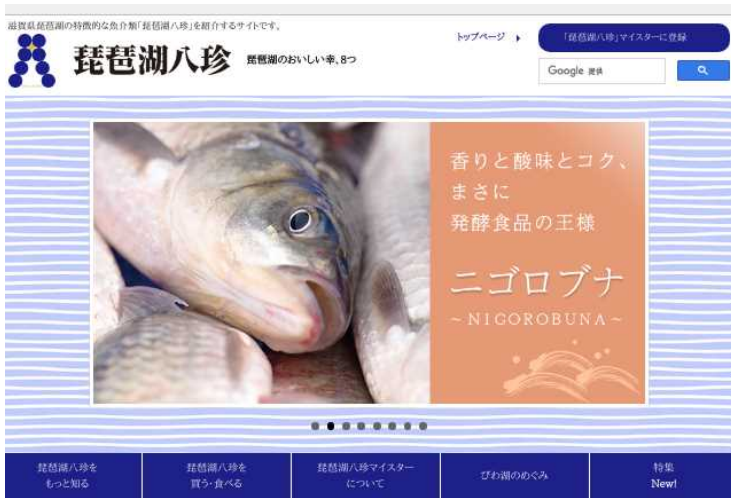 滋賀県琵琶湖の特徴的な魚介類「琵琶湖八珍」を紹介するサイトです。
トップページ
「琵琶湖八珍」マイスターに登録
琵琶湖八珍
琵琶湖のおいしい幸、8つ
Google 提供
香りと酸味とコク、
まさに
発酵食品の王様
ニゴロブナ
~NIGOROBUNA~
琵琶湖八珍を
もっと知る
琵琶湖八珍を
買う・食べる
琵琶湖八珍マイスター
について
びわ湖のめぐみ
特集
New!